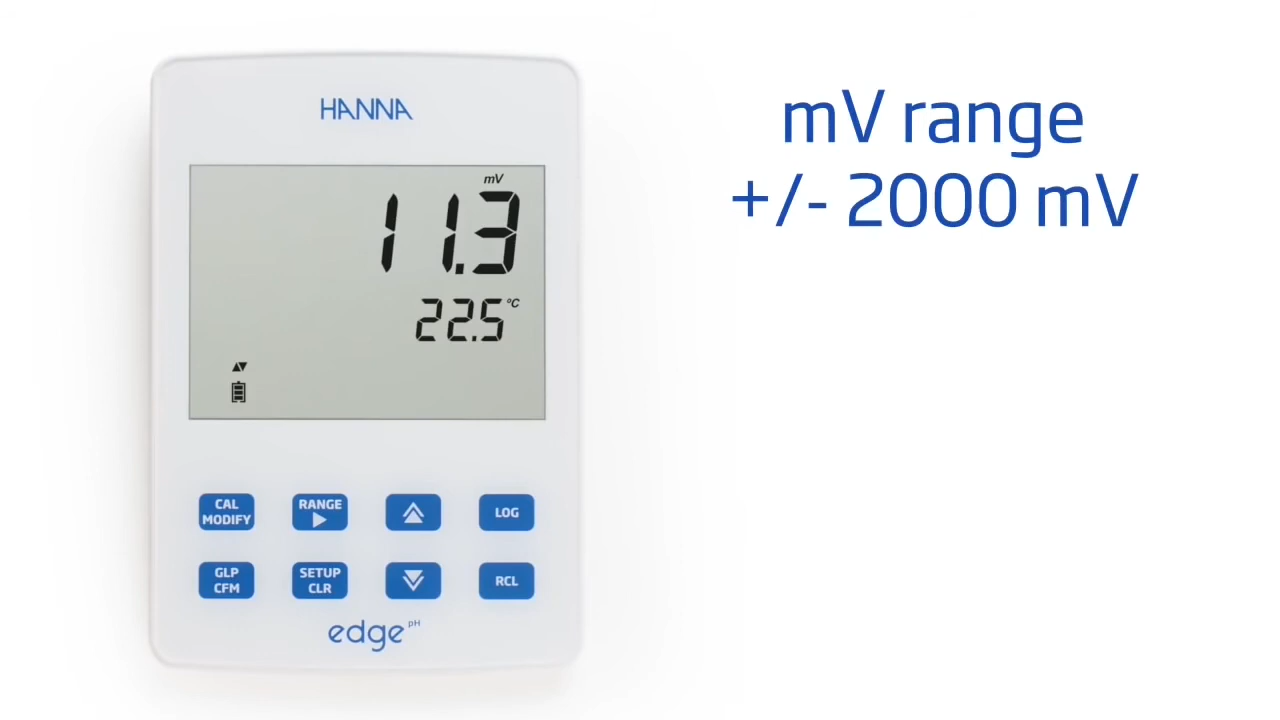 HANNA
mV
11.3
22.5 °C
CAL MODIFY
RANGE
LOG
GLP CFM
SETUP CLR
RCL
edge pH
mV range
+/- 2000 mV